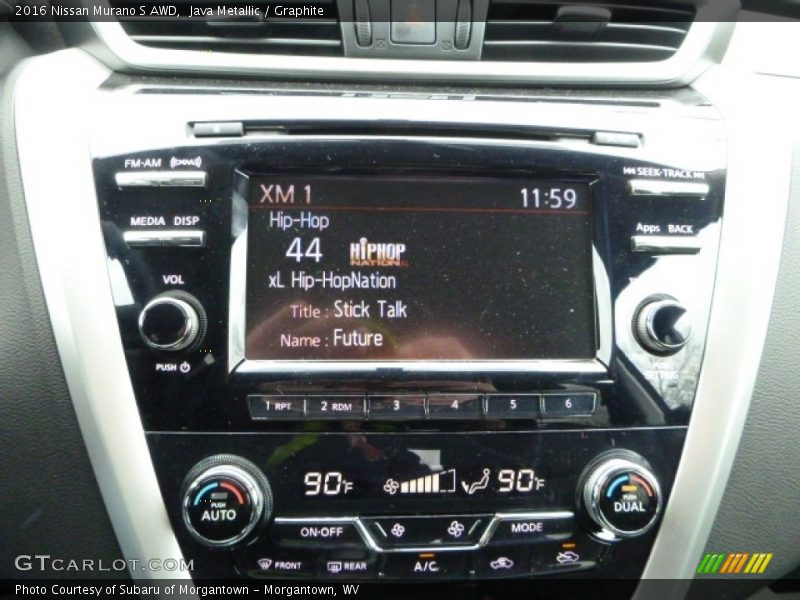 2016 Nissan Murano S AWD,  Java Metallic / Graphite
FM-AM (XM)
SEEK-TRACK
XM 1 11:59
Hip-Hop
44 HIPHOP NATION
xL Hip-HopNation
Title : Stick Talk
Name : Future
MEDIA DISP
Apps BACK
VOL
PUSH
1 RPT 2 RDM 3 4 5 6
90°F 90°F
PUSH AUTO
PUSH DUAL
ON·OFF MODE
FRONT REAR A/C
GTCarLot.com
Photo Courtesy of Subaru of Morgantown - Morgantown, WV